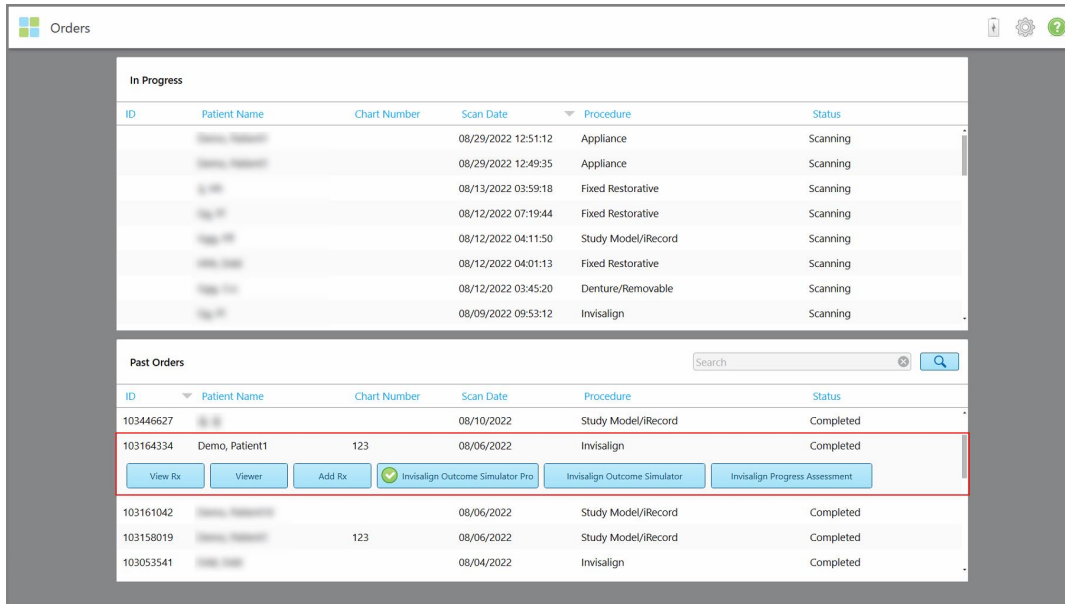 Orders
In Progress
ID Patient Name Chart Number Scan Date Procedure Status
08/29/2022 12:51:12 Appliance Scanning
08/29/2022 12:49:35 Appliance Scanning
08/13/2022 03:59:18 Fixed Restorative Scanning
08/12/2022 07:19:44 Fixed Restorative Scanning
08/12/2022 04:11:50 Study Model/iRecord Scanning
08/12/2022 04:01:13 Fixed Restorative Scanning
08/12/2022 03:45:20 Denture/Removable Scanning
08/09/2022 09:53:12 Invisalign Scanning
Past Orders Search
ID Patient Name Chart Number Scan Date Procedure Status
103446627 08/10/2022 Study Model/iRecord Completed
103164334 Demo, Patient1 123 08/06/2022 Invisalign Completed
View Rx Viewer Add Rx Invisalign Outcome Simulator Pro Invisalign Outcome Simulator Invisalign Progress Assessment
103161042 08/06/2022 Study Model/iRecord Completed
103158019 123 08/06/2022 Study Model/iRecord Completed
103053541 08/04/2022 Invisalign Completed